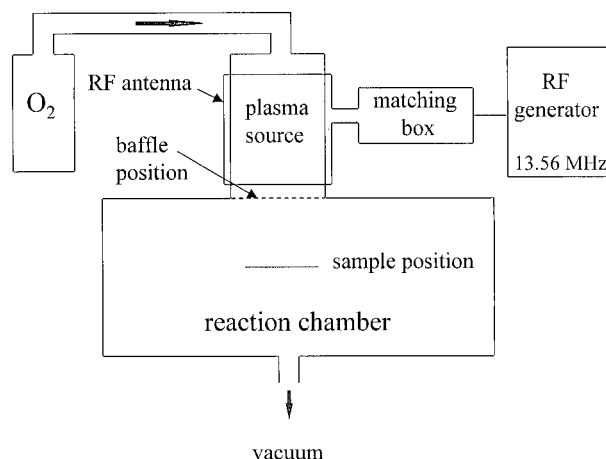 O₂
RF antenna
plasma
source
matching
box
RF
generator
13.56 MHz
baffle
position
sample position
reaction chamber
vacuum